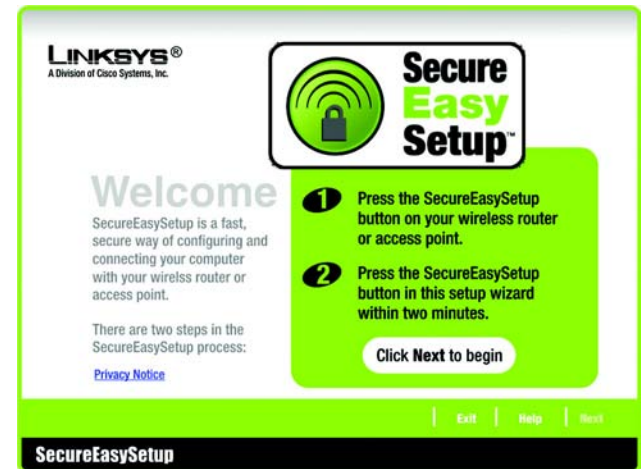 LINKSYS®
A Division of Cisco Systems, Inc.
Secure
Easy
Setup™
Welcome
SecureEasySetup is a fast,
secure way of configuring and
connecting your computer
with your wirelss router or
access point.
There are two steps in the
SecureEasySetup process:
Privacy Notice
1 Press the SecureEasySetup
button on your wireless router
or access point.
2 Press the SecureEasySetup
button in this setup wizard
within two minutes.
Click Next to begin
Exit | Help | Next
SecureEasySetup